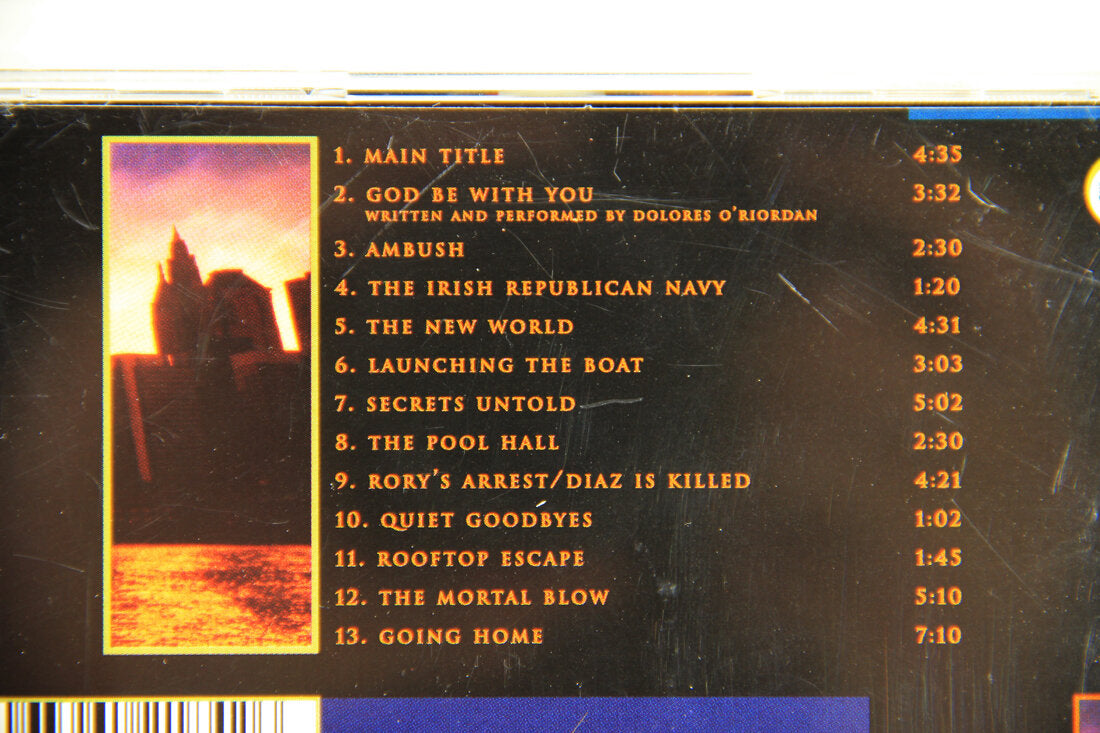 1. MAIN TITLE 4:35
2. GOD BE WITH YOU 3:32
WRITTEN AND PERFORMED BY DOLORES O'RIORDAN
3. AMBUSH 2:30
4. THE IRISH REPUBLICAN NAVY 1:20
5. THE NEW WORLD 4:31
6. LAUNCHING THE BOAT 3:03
7. SECRETS UNTOLD 5:02
8. THE POOL HALL 2:30
9. RORY'S ARREST/DIAZ IS KILLED 4:21
10. QUIET GOODBYES 1:02
11. ROOFTOP ESCAPE 1:45
12. THE MORTAL BLOW 5:10
13. GOING HOME 7:10